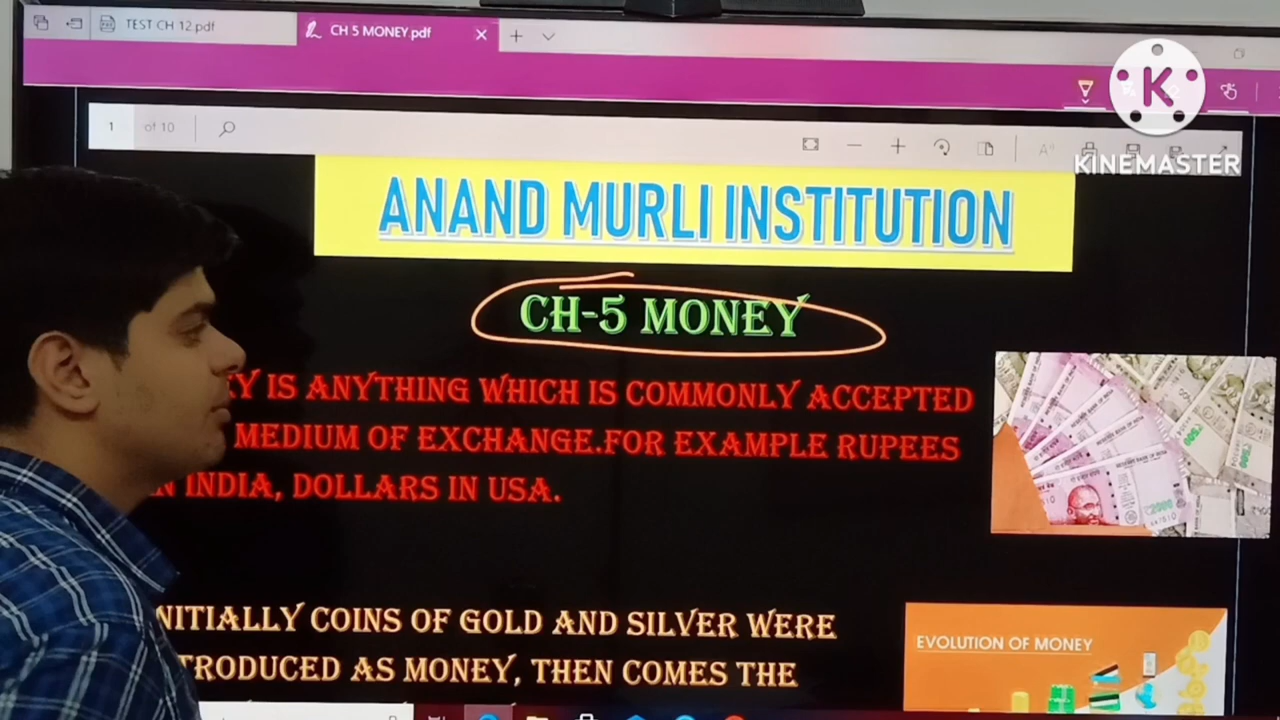 TEST CH 12.pdf
CH 5 MONEY.pdf
1 of 10
KINEMASTER
ANAND MURLI INSTITUTION
CH-5 MONEY
IS ANYTHING WHICH IS COMMONLY ACCEPTED
MEDIUM OF EXCHANGE.FOR EXAMPLE RUPEES
INDIA, DOLLARS IN USA.
COINS OF GOLD AND SILVER WERE
AS MONEY, THEN COMES THE
EVOLUTION OF MONEY